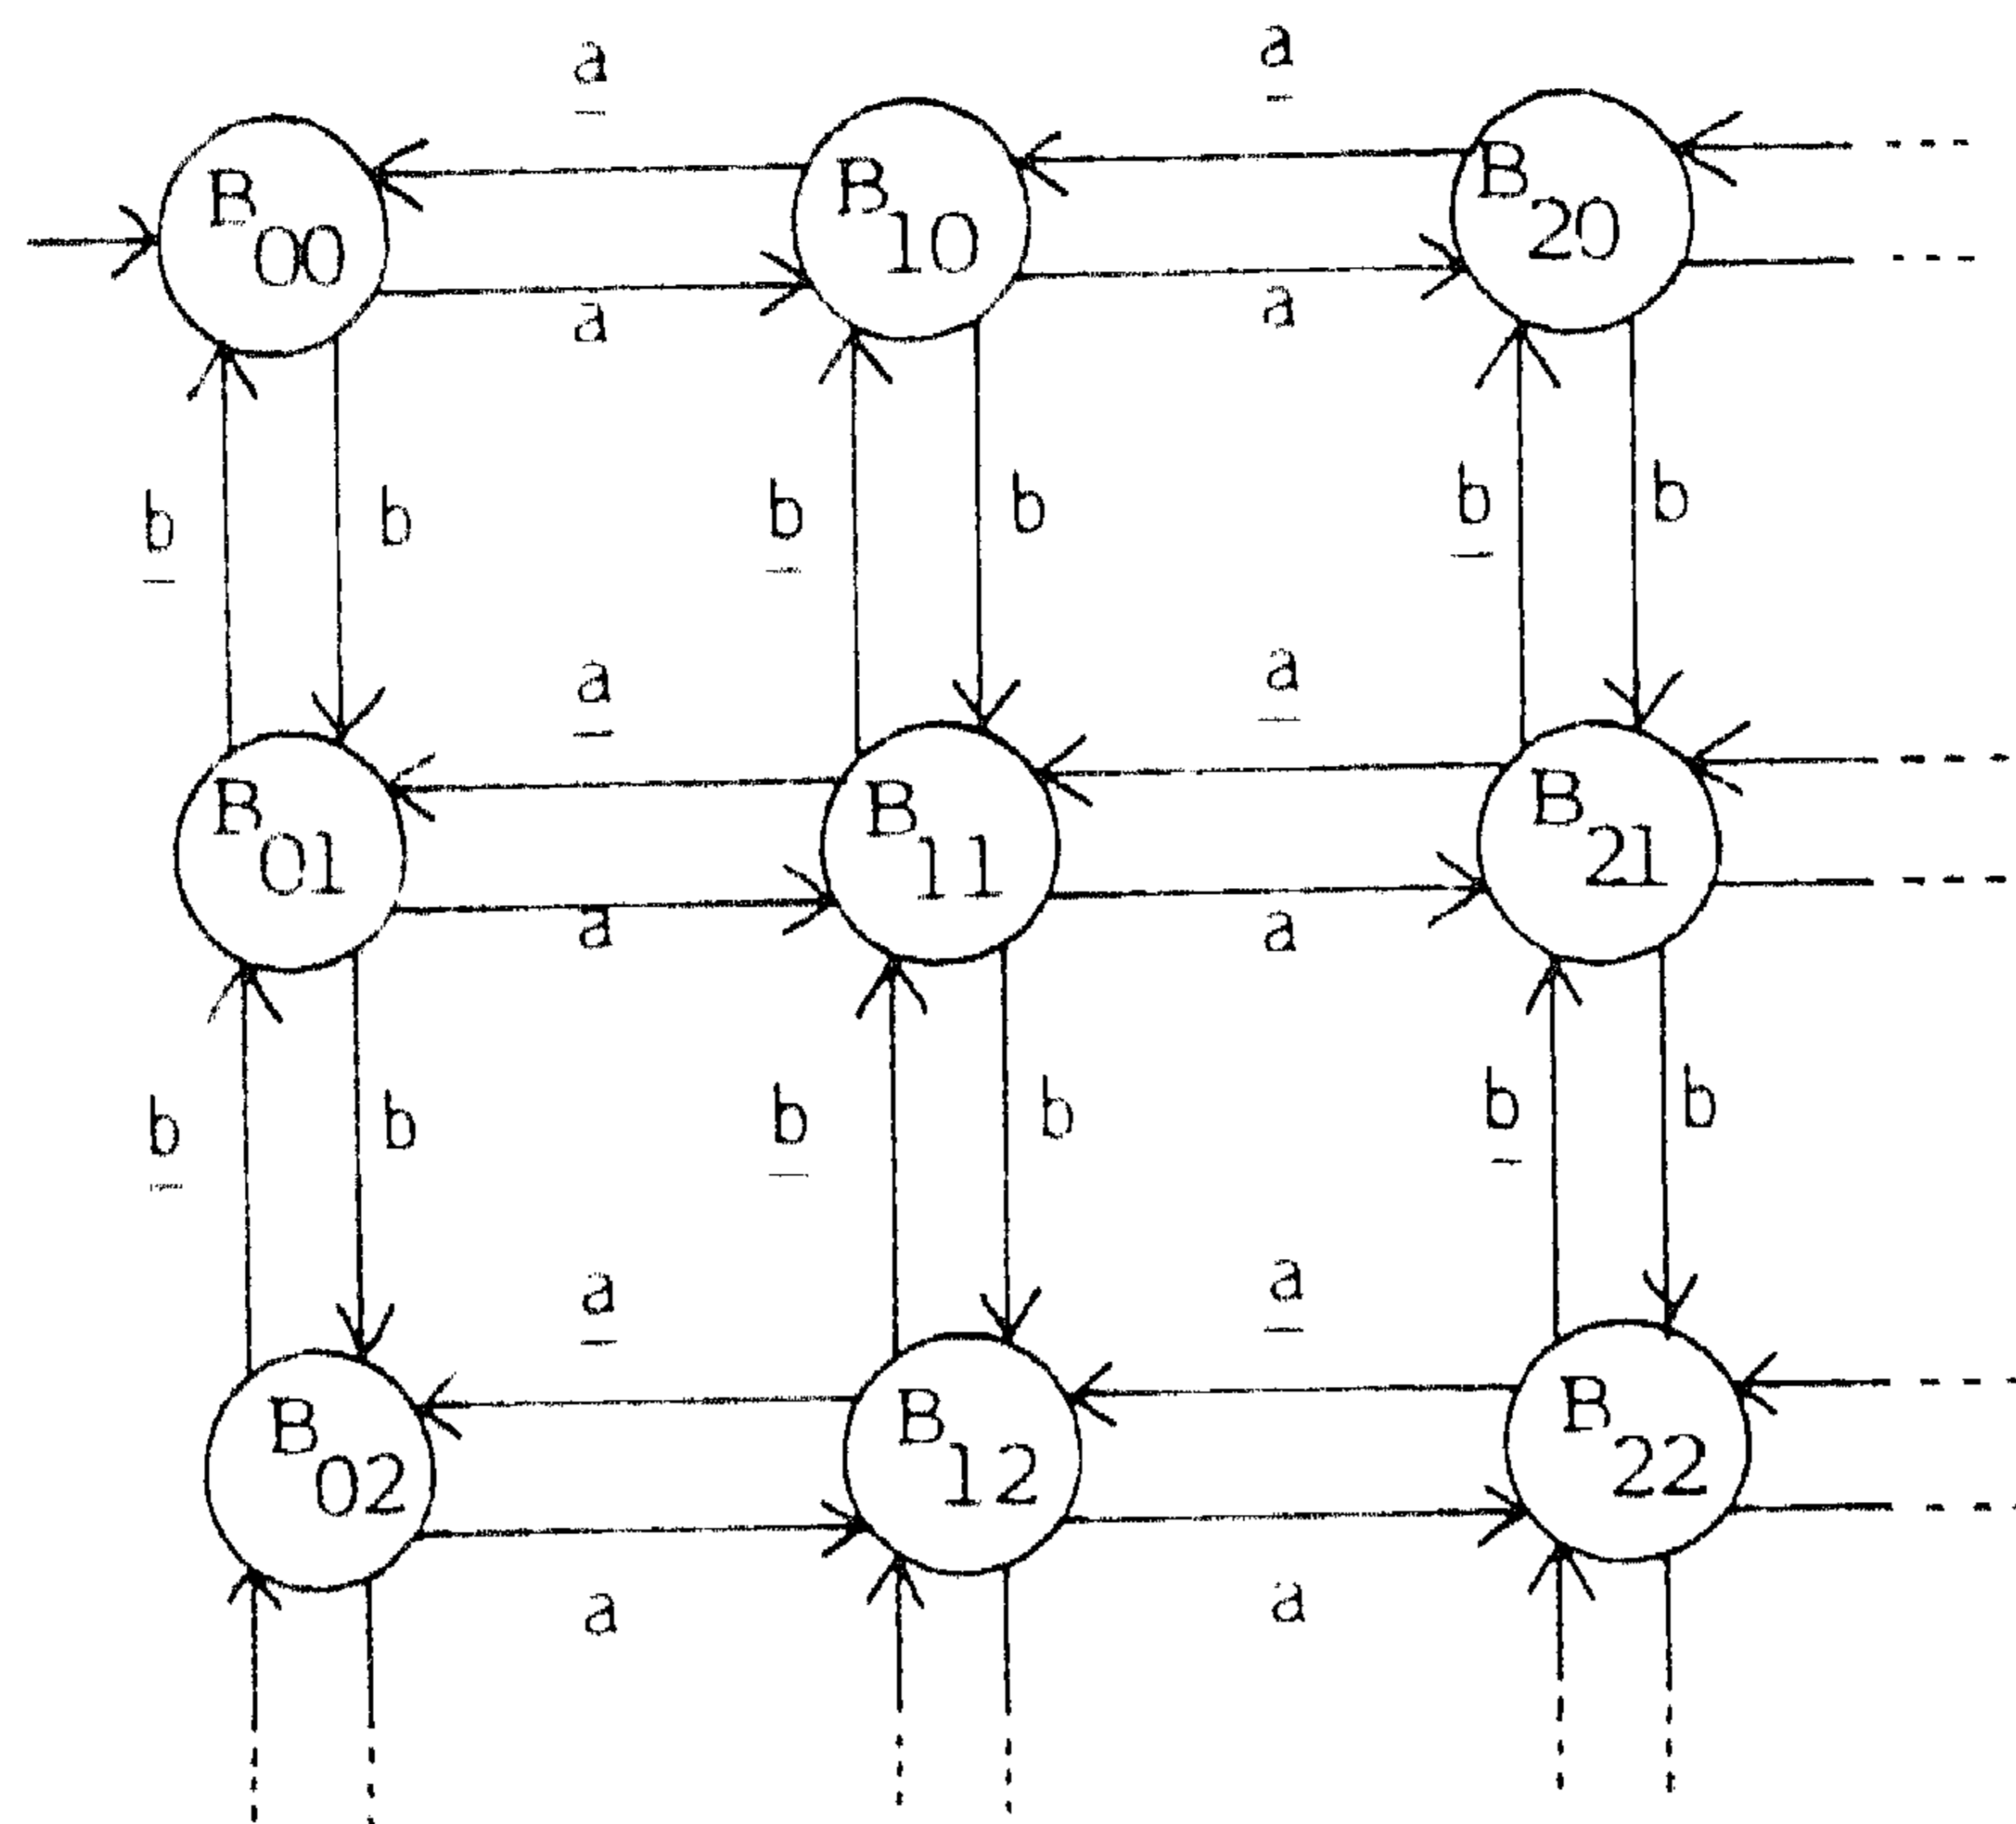 a̲ a̲
B00 B10 B20
a a
b̲ b b̲ b b̲ b
a̲ a̲
B01 B11 B21
a a
b̲ b b̲ b b̲ b
a̲ a̲
B02 B12 B22
a a